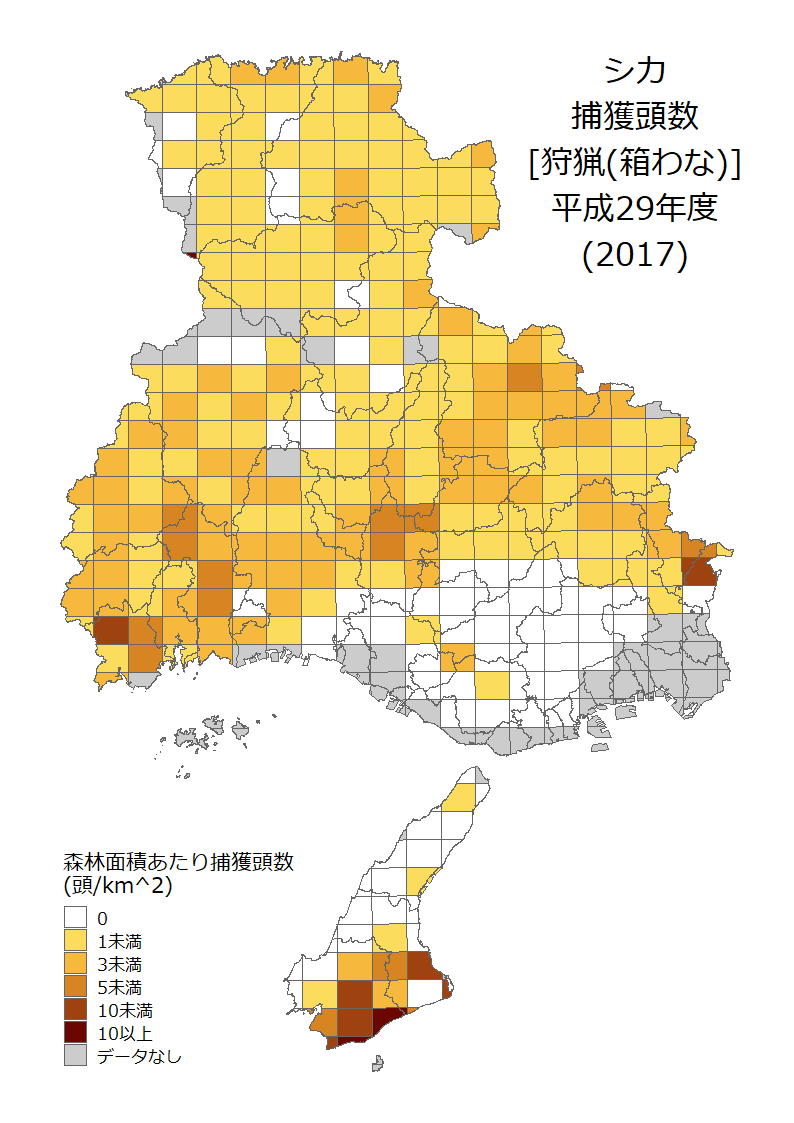 シカ
捕獲頭数
[狩猟(箱わな)]
平成29年度
(2017)
森林面積あたり捕獲頭数
(頭/km^2)
0
1未満
3未満
5未満
10未満
10以上
データなし